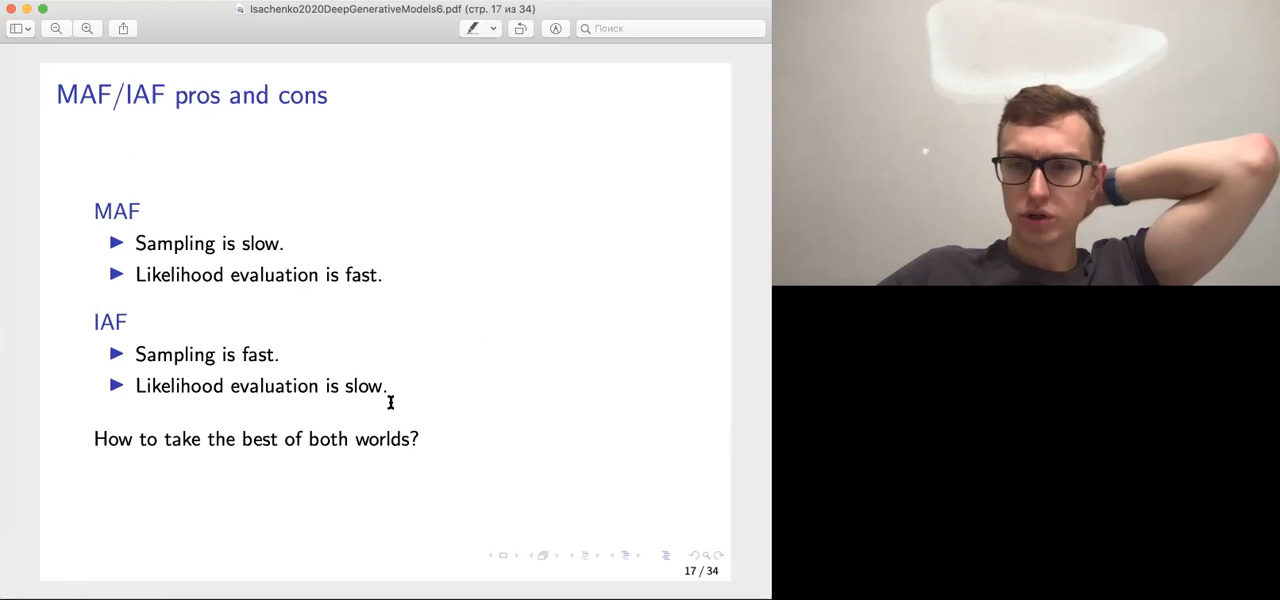 Isachenko2020DeepGenerativeModels6.pdf (стр. 17 из 34)
Поиск
MAF/IAF pros and cons
MAF
Sampling is slow.
Likelihood evaluation is fast.
IAF
Sampling is fast.
Likelihood evaluation is slow.
How to take the best of both worlds?
17 / 34